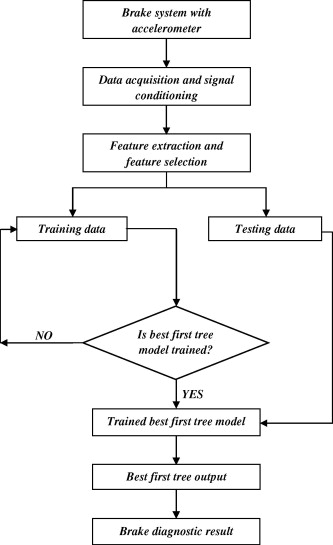 Brake system with
accelerometer
Data acquisition and signal
conditioning
Feature extraction and
feature selection
Training data
Testing data
Is best first tree
model trained?
NO
YES
Trained best first tree model
Best first tree output
Brake diagnostic result